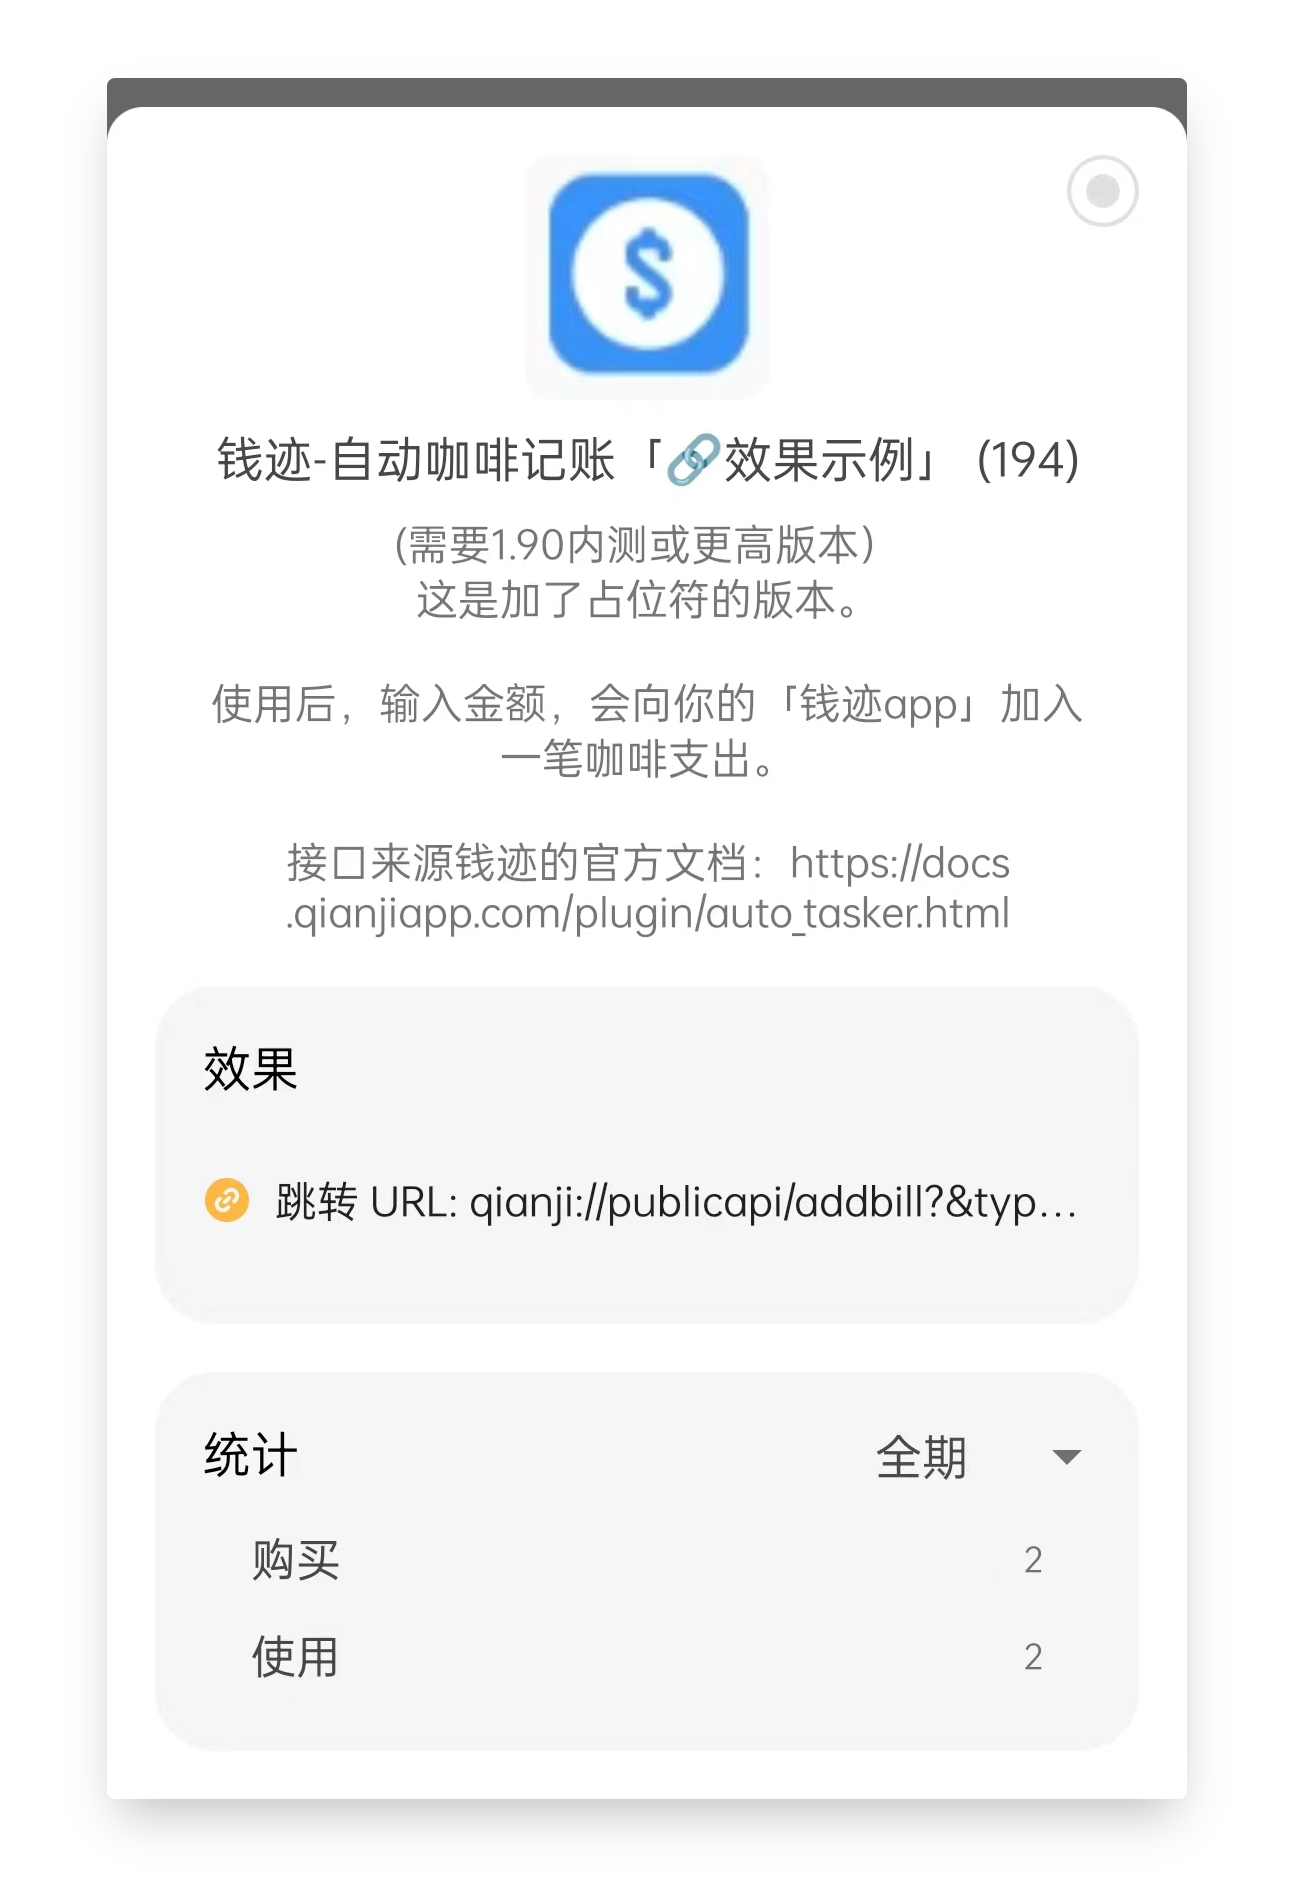 $
钱迹-自动咖啡记账「🔗效果示例」 (194)
(需要1.90内测或更高版本)
这是加了占位符的版本。
使用后，输入金额，会向你的「钱迹app」加入
一笔咖啡支出。
接口来源钱迹的官方文档：https://docs
.qianjiapp.com/plugin/auto_tasker.html
效果
跳转 URL: qianji://publicapi/addbill?&typ...
统计 全期
购买 2
使用 2